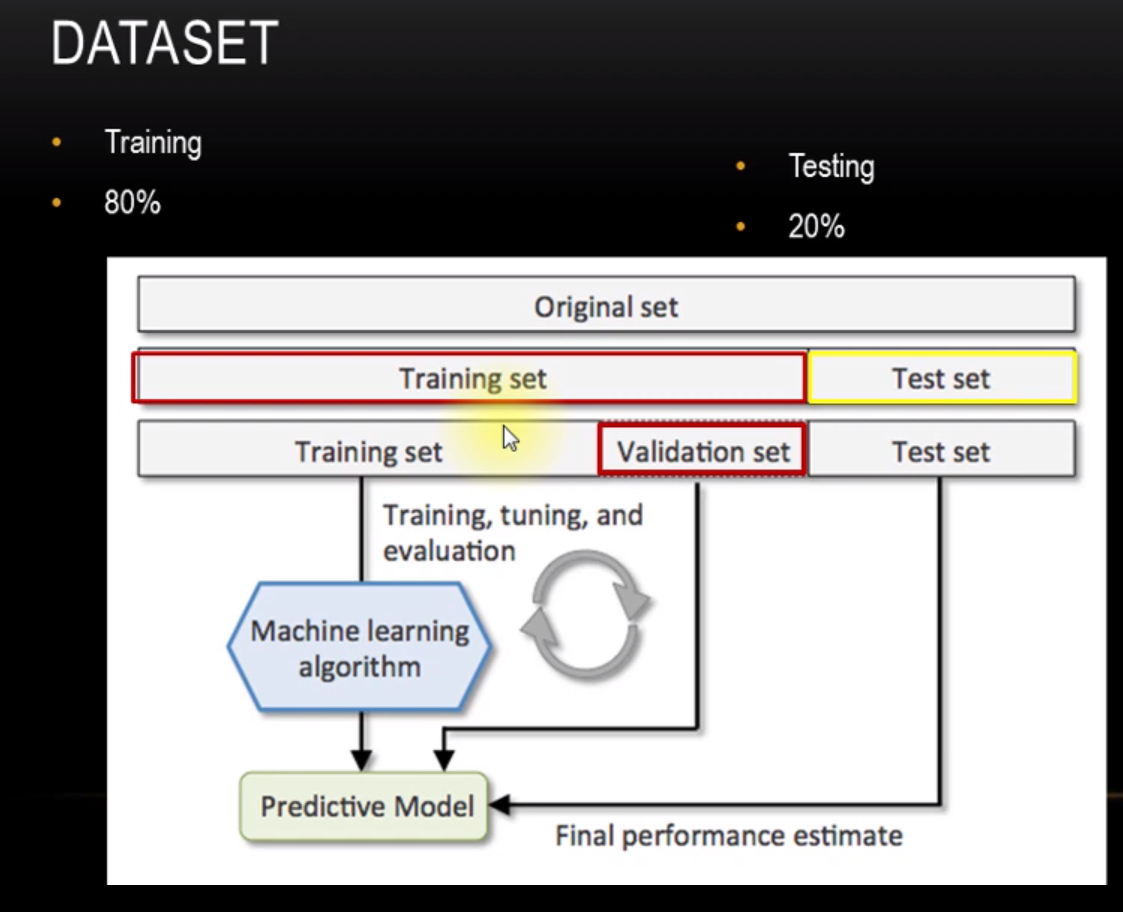 DATASET
Training
80%
Testing
20%
Original set
Training set
Test set
Training set
Validation set
Test set
Training, tuning, and
evaluation
Machine learning
algorithm
Predictive Model
Final performance estimate